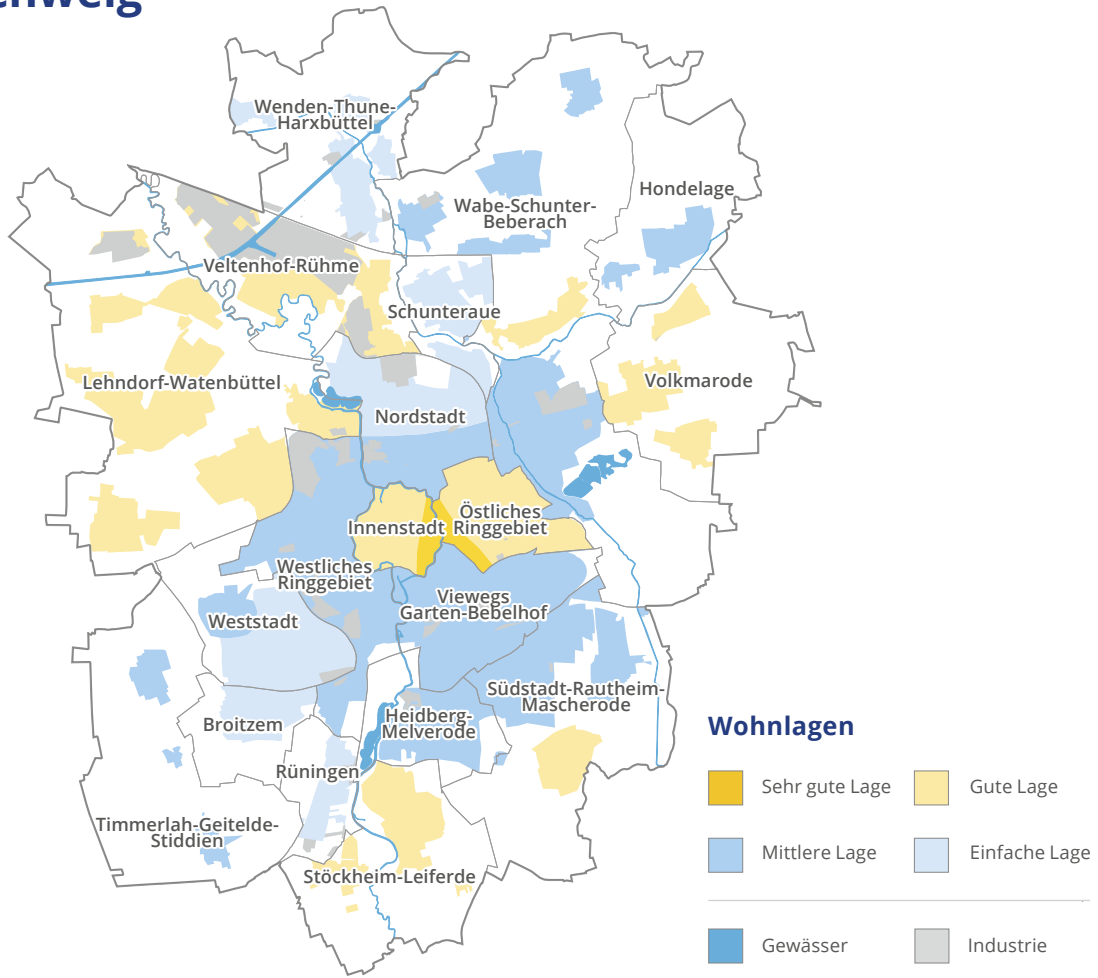 Wenden-Thune-
Harxbüttel
Hondelage
Wabe-Schunter-
Beberach
Veltenhof-Rühme
Schunteraue
Lehndorf-Watenbüttel
Volkmarode
Nordstadt
Östliches
Ringgebiet
Innenstadt
Westliches
Ringgebiet
Viewegs
Garten-Bebelhof
Weststadt
Südstadt-Rautheim-
Mascherode
Broitzem
Heidberg-
Melverode
Rüningen
Timmerlah-Geitelde-
Stiddien
Stöckheim-Leiferde
Wohnlagen
Sehr gute Lage
Gute Lage
Mittlere Lage
Einfache Lage
Gewässer
Industrie